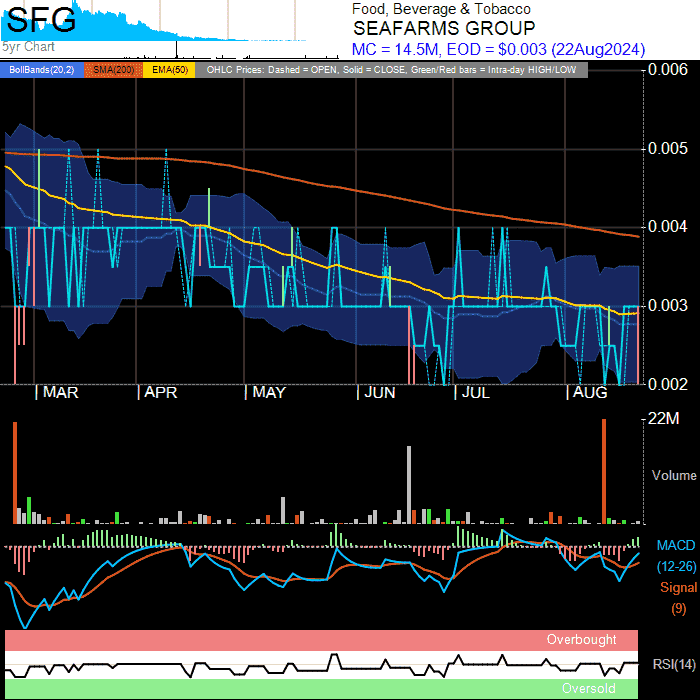 SFG
5yr Chart
Food, Beverage & Tobacco
SEAFARMS GROUP
MC = 14.5M, EOD = $0.003 (22Aug2024)
BollBands(20,2) SMA(200) EMA(50) OHLC Prices: Dashed = OPEN, Solid = CLOSE, Green/Red bars = Intra-day HIGH/LOW
0.006
0.005
0.004
0.003
0.002
MAR APR MAY JUN JUL AUG
22M
Volume
MACD
(12-26)
Signal
(9)
Overbought
RSI(14)
Oversold